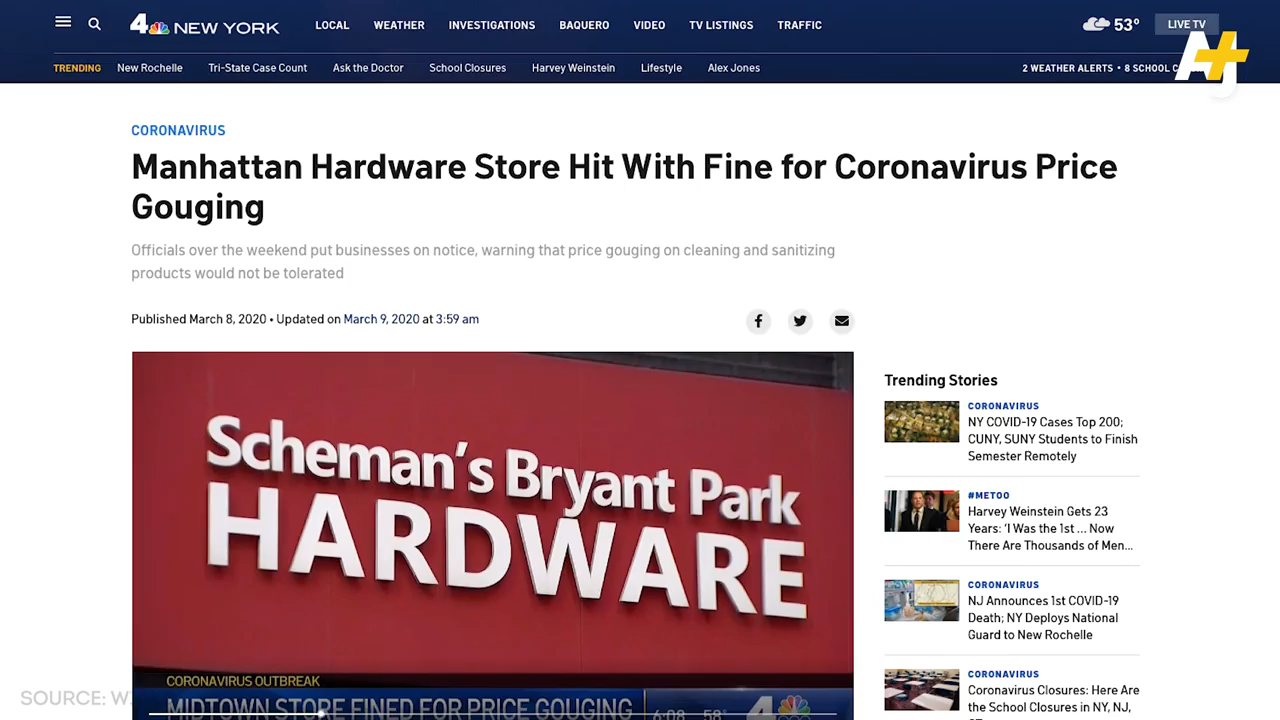 4 NEW YORK
LOCAL WEATHER INVESTIGATIONS BAQUERO VIDEO TV LISTINGS TRAFFIC
53° LIVE TV
TRENDING New Rochelle Tri-State Case Count Ask the Doctor School Closures Harvey Weinstein Lifestyle Alex Jones
2 WEATHER ALERTS • 8 SCHOOL
AJ+
CORONAVIRUS
Manhattan Hardware Store Hit With Fine for Coronavirus Price
Gouging
Officials over the weekend put businesses on notice, warning that price gouging on cleaning and sanitizing
products would not be tolerated
Published March 8, 2020 • Updated on March 9, 2020 at 3:59 am
Scheman's Bryant Park
HARDWARE
CORONAVIRUS OUTBREAK
MIDTOWN STORE FINED FOR PRICE GOUGING
6:08 58° 4
Trending Stories
CORONAVIRUS
NY COVID-19 Cases Top 200;
CUNY, SUNY Students to Finish
Semester Remotely
#METOO
Harvey Weinstein Gets 23
Years: 'I Was the 1st ... Now
There Are Thousands of Men...
CORONAVIRUS
NJ Announces 1st COVID-19
Death; NY Deploys National
Guard to New Rochelle
CORONAVIRUS
Coronavirus Closures: Here Are
the School Closures in NY, NJ,
SOURCE: